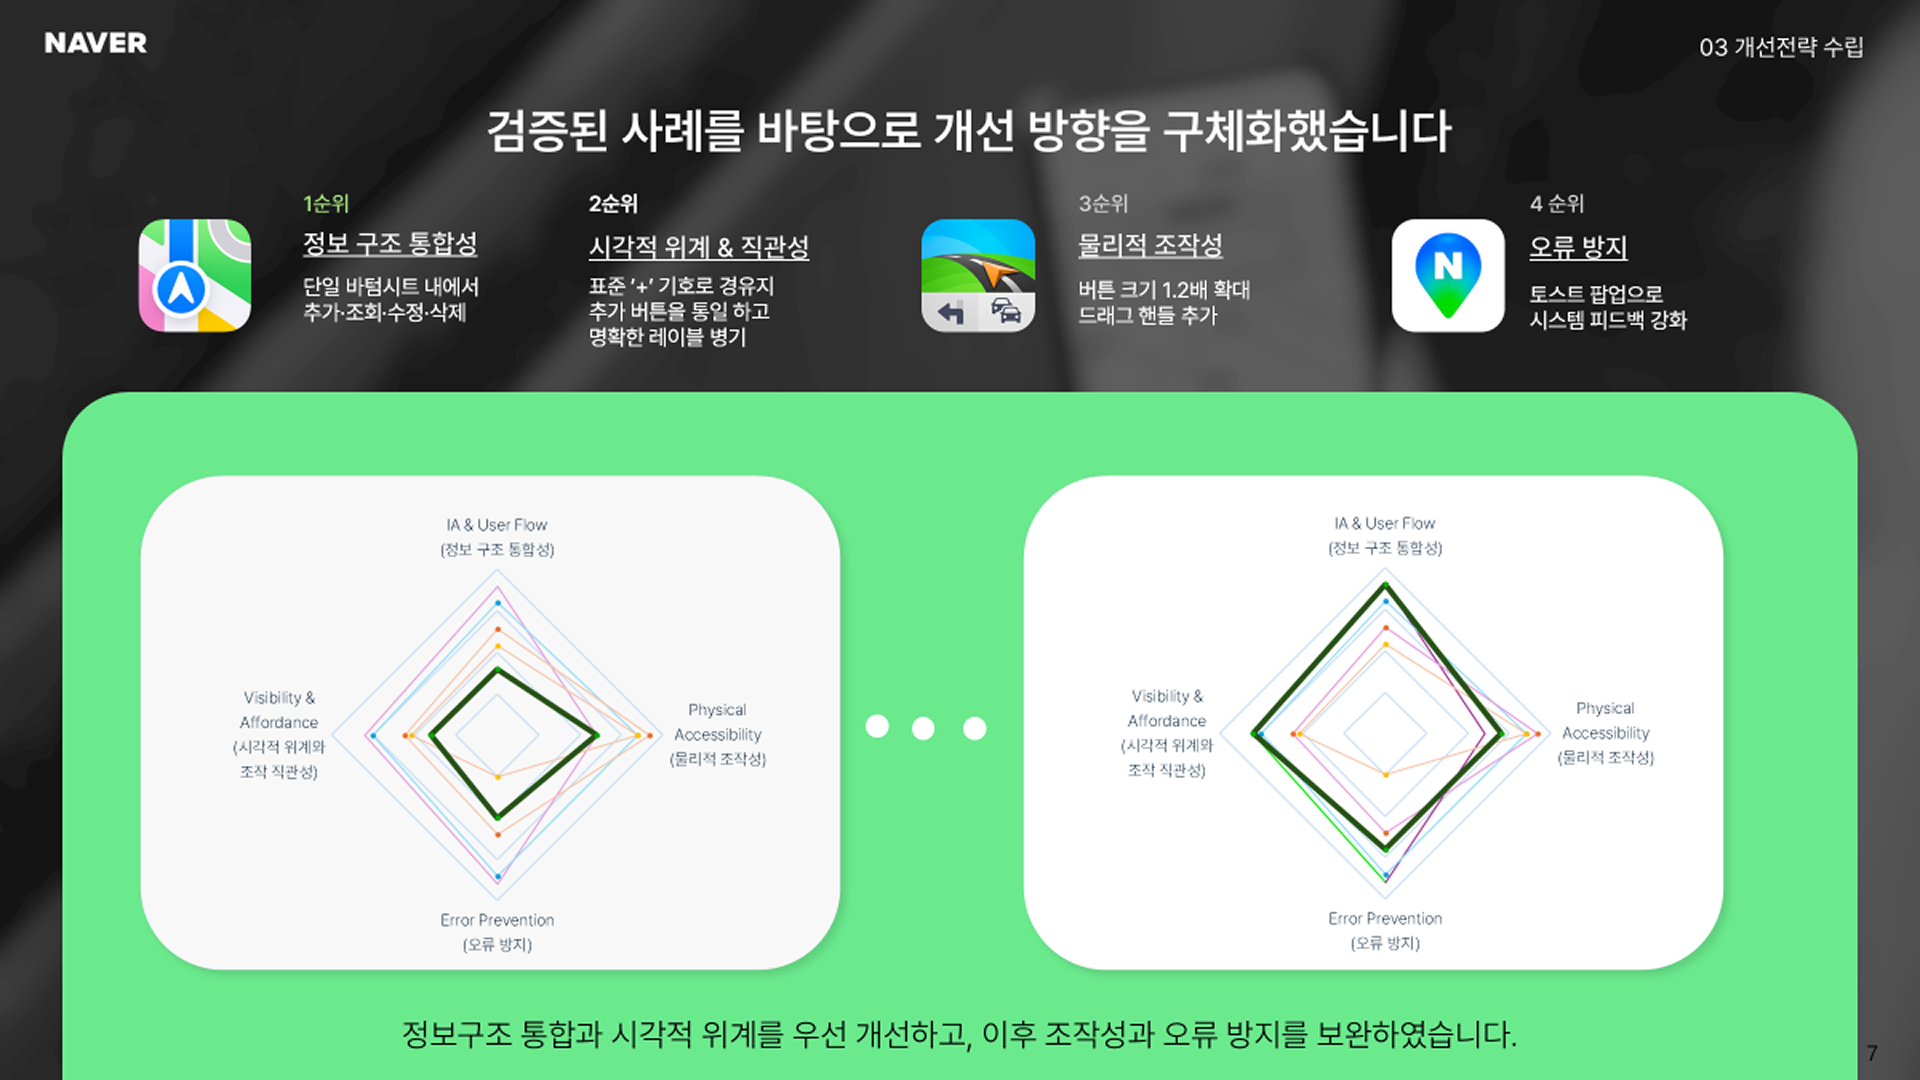 NAVER
03 개선전략 수립
검증된 사례를 바탕으로 개선 방향을 구체화했습니다
1순위
정보 구조 통합성
단일 바텀시트 내에서
추가·조회·수정·삭제
2순위
시각적 위계 & 직관성
표준 ‘+’ 기호로 경유지
추가 버튼을 통일 하고
명확한 레이블 병기
3순위
물리적 조작성
버튼 크기 1.2배 확대
드래그 핸들 추가
N
4 순위
오류 방지
토스트 팝업으로
시스템 피드백 강화
IA & User Flow
(정보 구조 통합성)
Visibility &
Affordance
(시각적 위계와
조작 직관성)
Physical
Accessibility
(물리적 조작성)
Error Prevention
(오류 방지)
IA & User Flow
(정보 구조 통합성)
Visibility &
Affordance
(시각적 위계와
조작 직관성)
Physical
Accessibility
(물리적 조작성)
Error Prevention
(오류 방지)
정보구조 통합과 시각적 위계를 우선 개선하고, 이후 조작성과 오류 방지를 보완하였습니다.
7